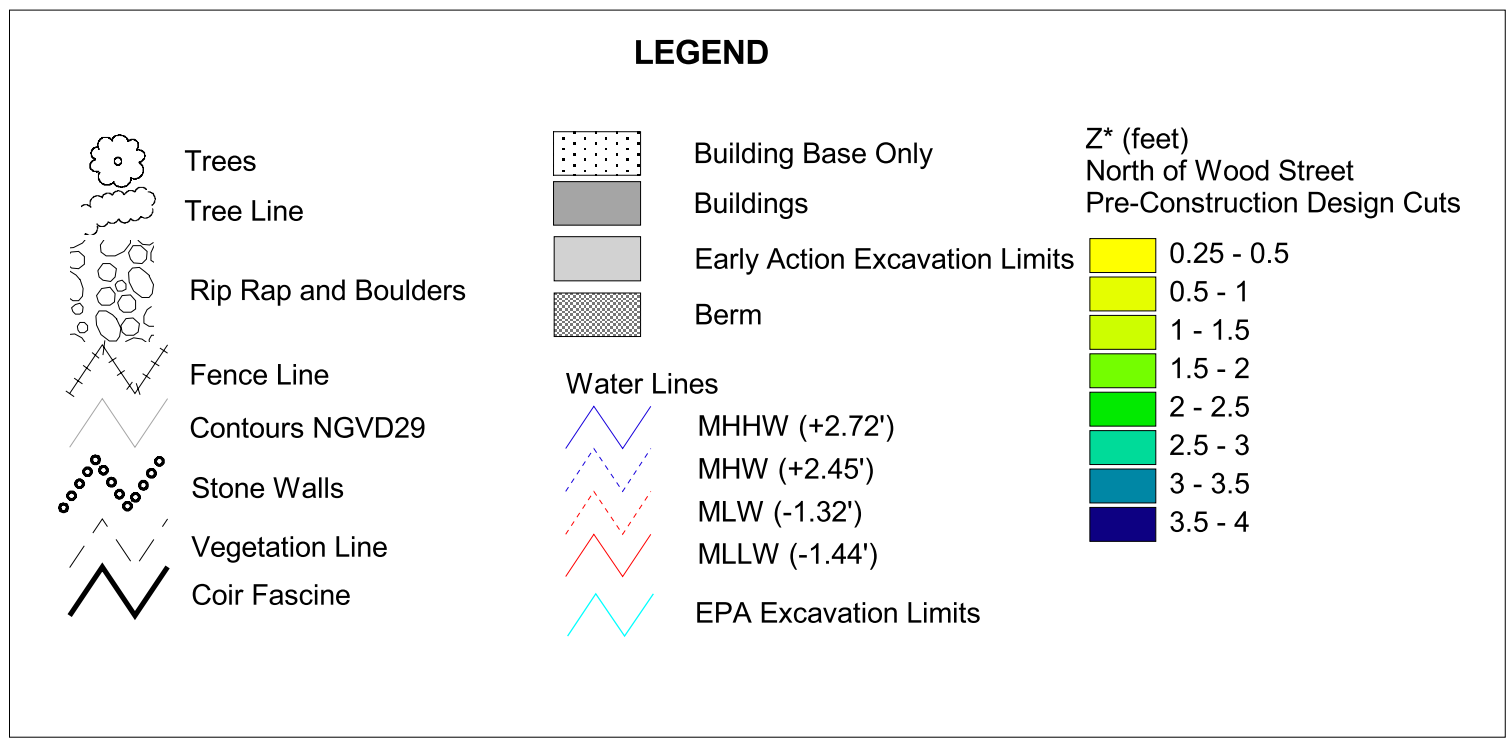 LEGEND
Trees
Tree Line
Rip Rap and Boulders
Fence Line
Contours NGVD29
Stone Walls
Vegetation Line
Coir Fascine
Building Base Only
Buildings
Early Action Excavation Limits
Berm
Water Lines
MHHW (+2.72')
MHW (+2.45')
MLW (-1.32')
MLLW (-1.44')
EPA Excavation Limits
Z* (feet)
North of Wood Street
Pre-Construction Design Cuts
0.25 - 0.5
0.5 - 1
1 - 1.5
1.5 - 2
2 - 2.5
2.5 - 3
3 - 3.5
3.5 - 4